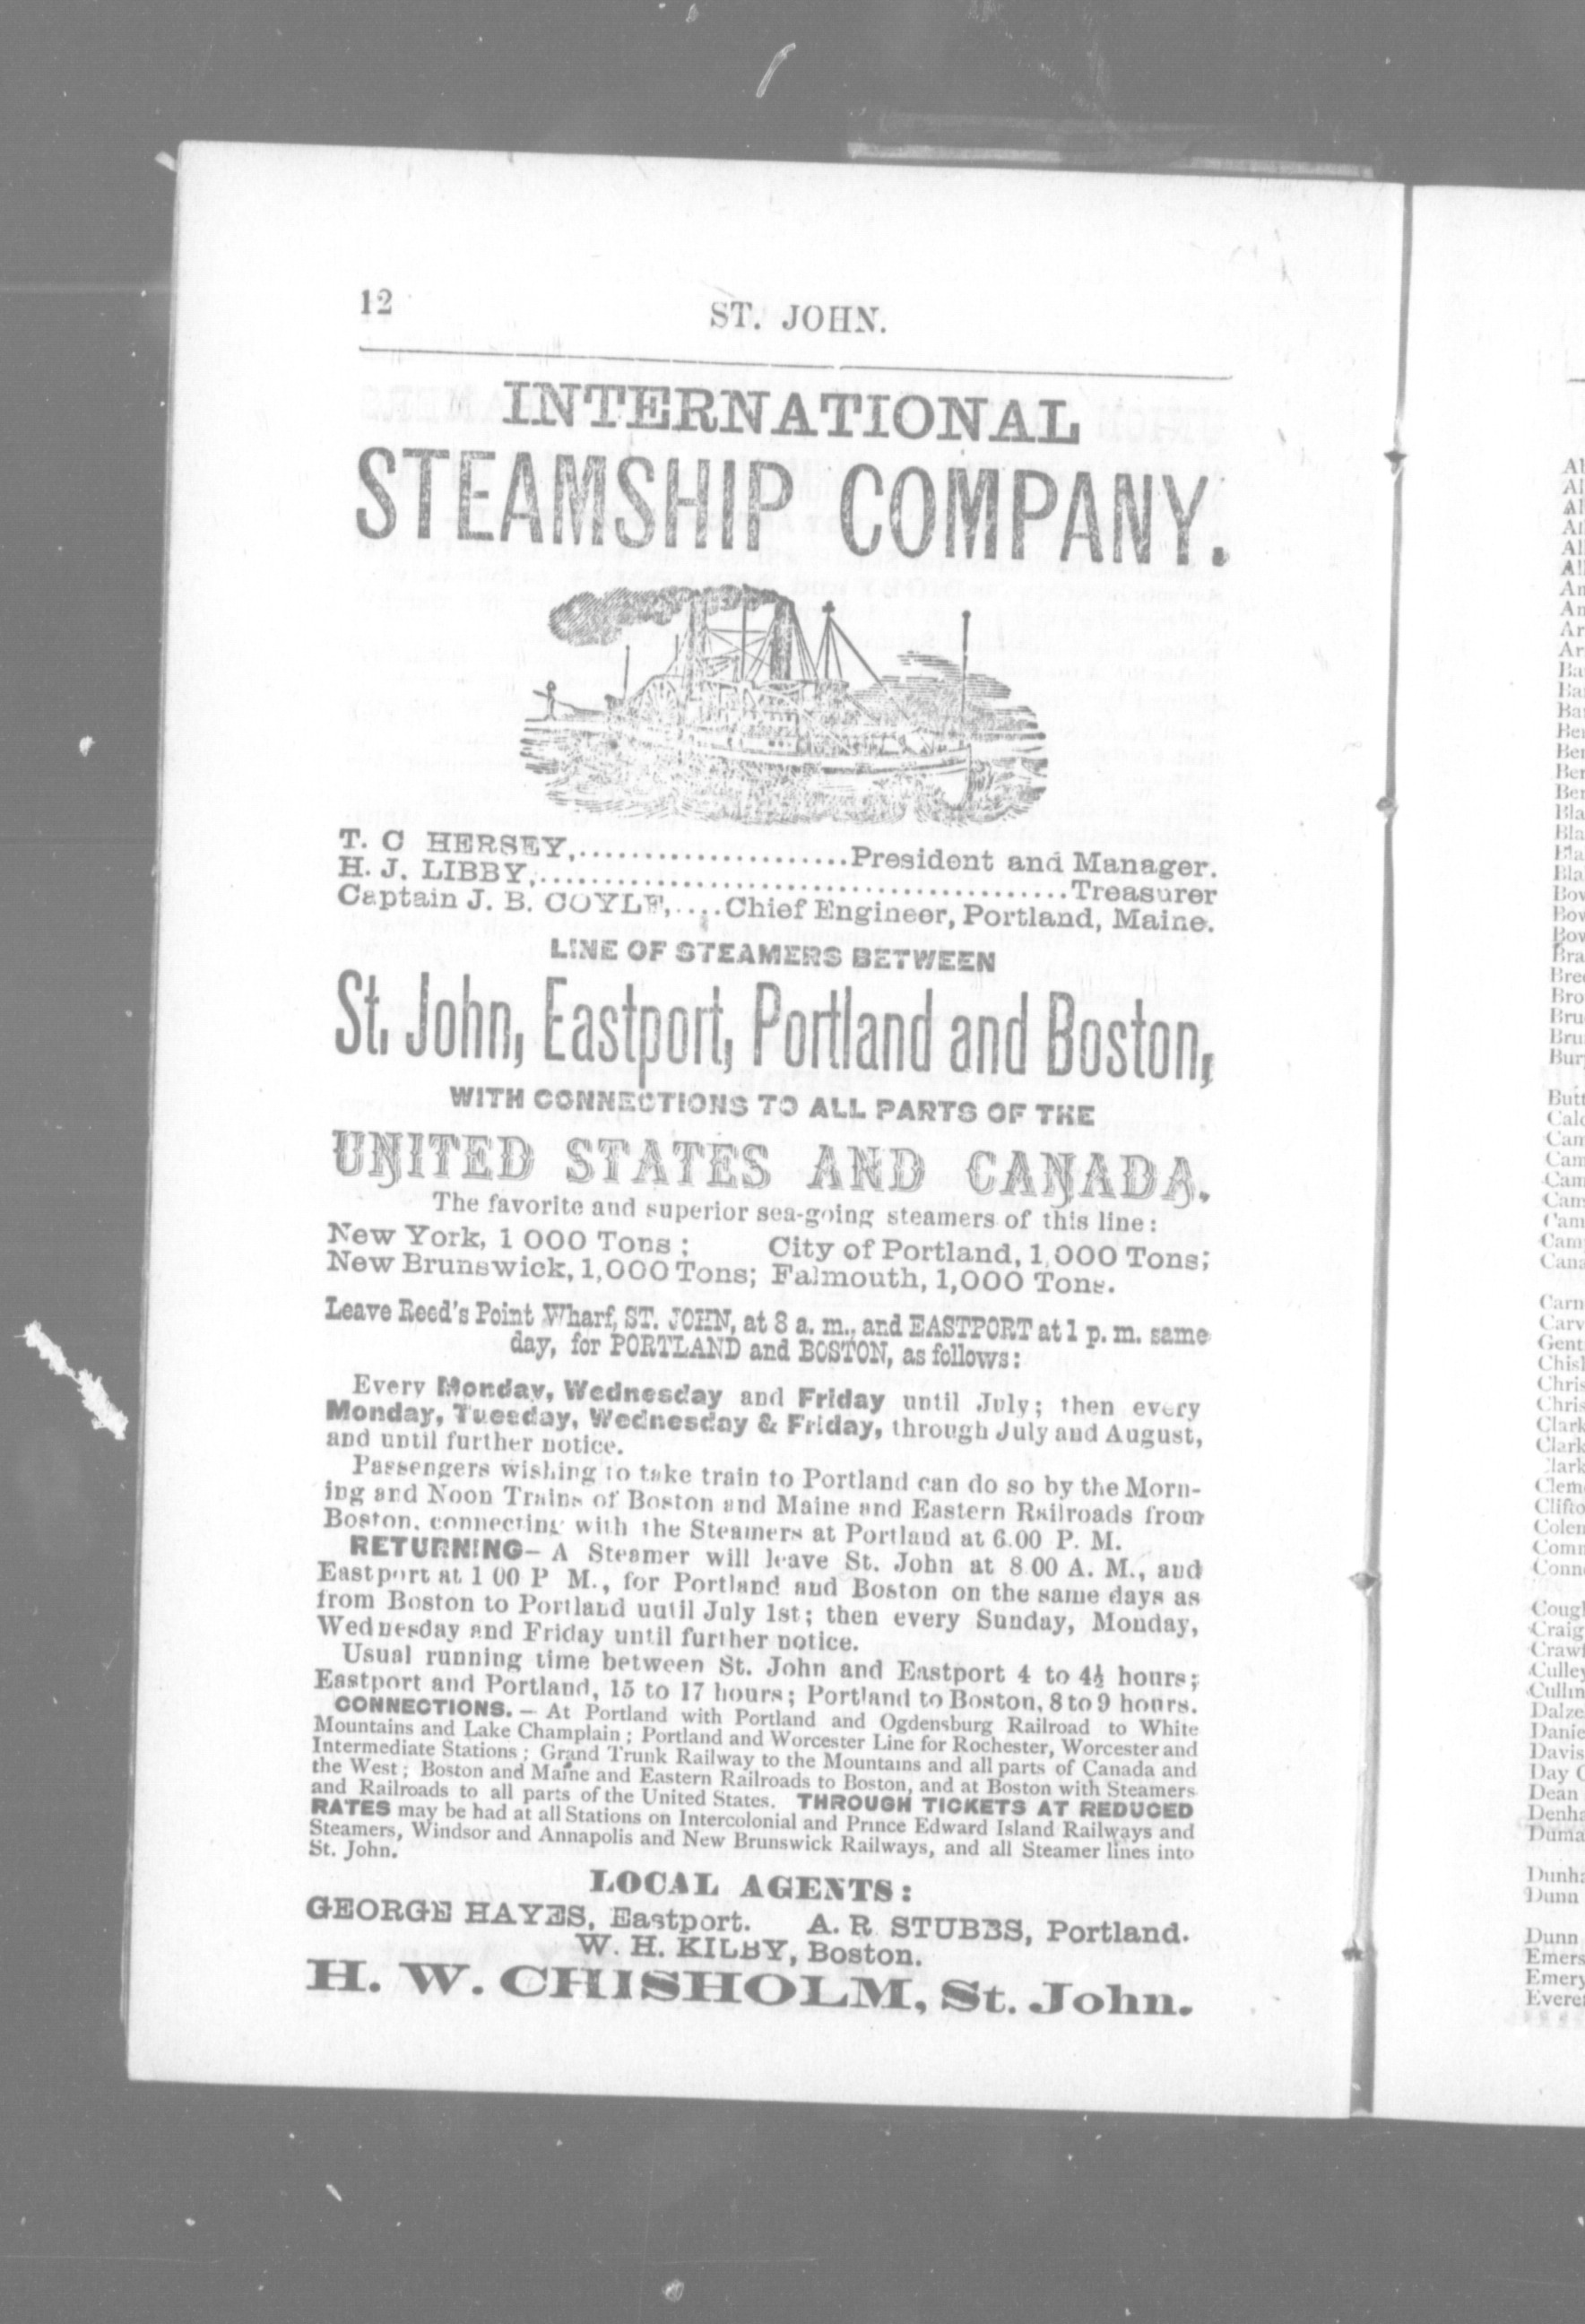 12
ST. JOHN.
INTERNATIONAL
STEAMSHIP COMPANY.
T. C HERSEY,.....................President and Manager.
H. J. LIBBY,..........................................Treasurer
Captain J. B. COYLE,....Chief Engineer, Portland, Maine.
LINE OF STEAMERS BETWEEN
St. John, Eastport, Portland and Boston,
WITH CONNECTIONS TO ALL PARTS OF THE
UNITED STATES AND CANADA.
The favorite and superior sea-going steamers of this line:
New York, 1 000 Tons; City of Portland, 1,000 Tons;
New Brunswick, 1,000 Tons; Falmouth, 1,000 Tons.
Leave Reed's Point Wharf, ST. JOHN, at 8 a. m., and EASTPORT at 1 p. m. same
day, for PORTLAND and BOSTON, as follows:
Every Monday, Wednesday and Friday until July; then every
Monday, Tuesday, Wednesday & Friday, through July and August,
and until further notice.
Passengers wishing to take train to Portland can do so by the Morn-
ing and Noon Trains of Boston and Maine and Eastern Railroads from
Boston, connecting with the Steamers at Portland at 6.00 P. M.
RETURNING- A Steamer will leave St. John at 8 00 A. M., and
Eastport at 1 00 P M., for Portland and Boston on the same days as
from Boston to Portland until July 1st; then every Sunday, Monday,
Wednesday and Friday until further notice.
Usual running time between St. John and Eastport 4 to 4½ hours;
Eastport and Portland, 15 to 17 hours; Portland to Boston, 8 to 9 hours.
CONNECTIONS. — At Portland with Portland and Ogdensburg Railroad to White
Mountains and Lake Champlain; Portland and Worcester Line for Rochester, Worcester and
Intermediate Stations; Grand Trunk Railway to the Mountains and all parts of Canada and
the West; Boston and Maine and Eastern Railroads to Boston, and at Boston with Steamers
and Railroads to all parts of the United States. THROUGH TICKETS AT REDUCED
RATES may be had at all Stations on Intercolonial and Prince Edward Island Railways and
Steamers, Windsor and Annapolis and New Brunswick Railways, and all Steamer lines into
St. John.
LOCAL AGENTS:
GEORGE HAYES, Eastport. A. R STUBBS, Portland.
W. H. KILBY, Boston.
H. W. CHISHOLM, St. John.